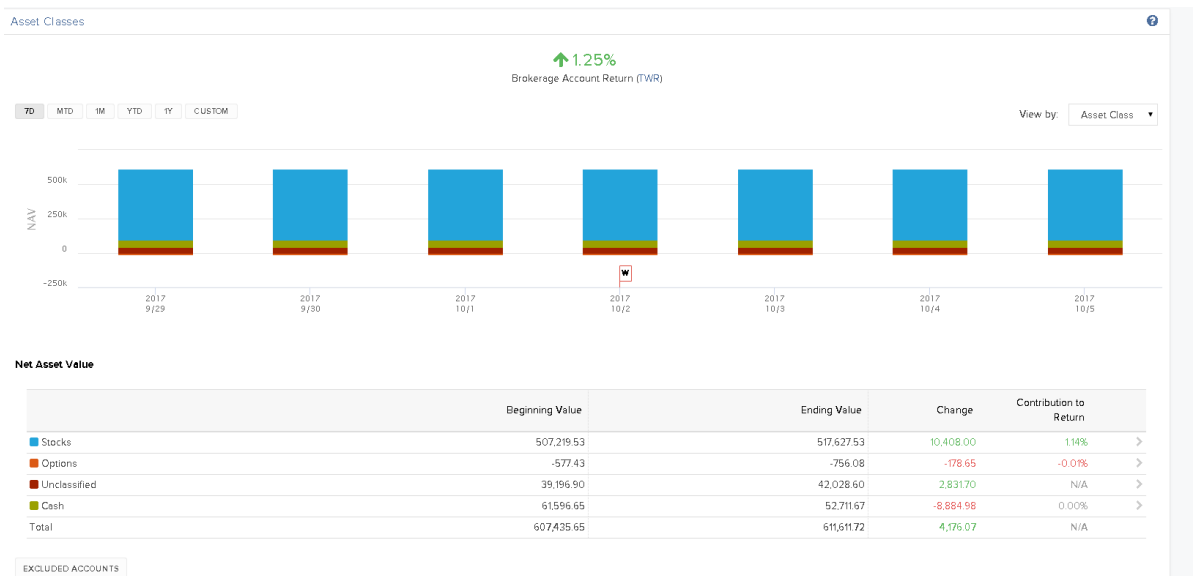 Asset Classes
1.25%
Brokerage Account Return (TWR)
7D MTD 1M YTD 1Y CUSTOM
View by: Asset Class
500k
250k
0
-250k
NAV
W
2017 2017 2017 2017 2017 2017 2017
9/29 9/30 10/1 10/2 10/3 10/4 10/5
Net Asset Value
Beginning Value Ending Value Change Contribution to
Return
Stocks 507,219.53 517,627.53 10,408.00 1.14%
Options -577.43 -756.08 -178.65 -0.01%
Unclassified 39,196.90 42,028.60 2,831.70 N/A
Cash 61,596.65 52,711.67 -8,884.98 0.00%
Total 607,435.65 611,611.72 4,176.07 N/A
EXCLUDED ACCOUNTS